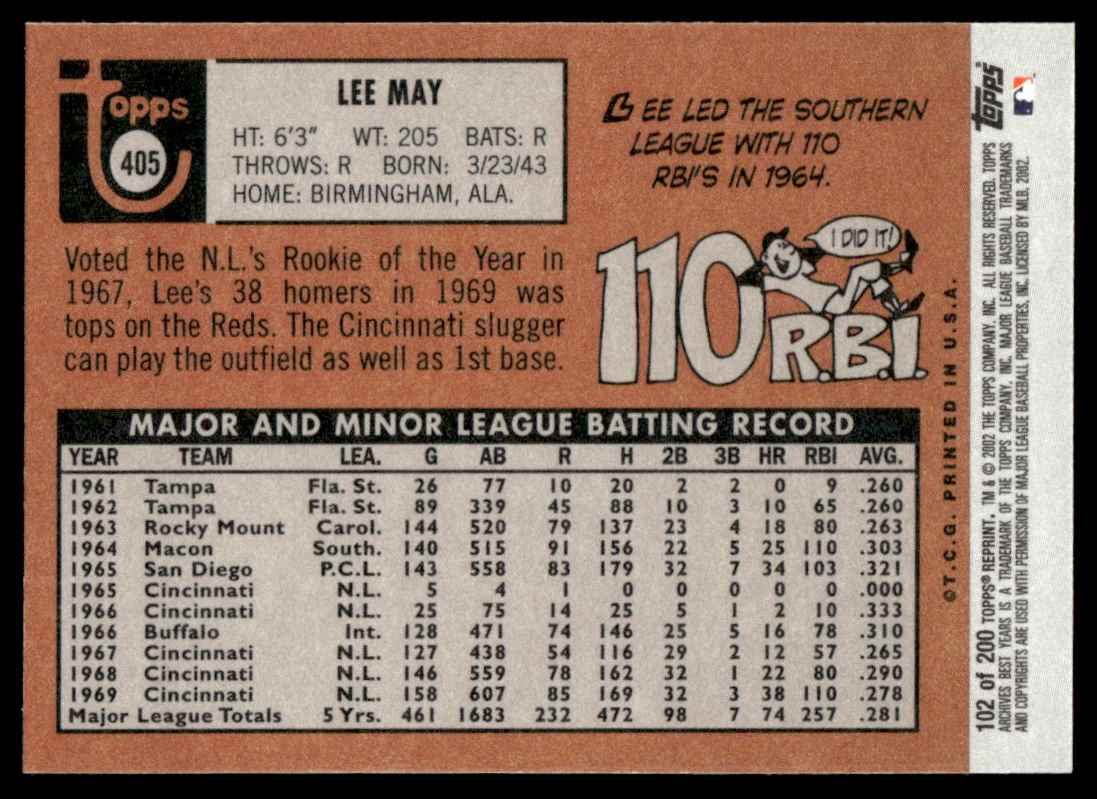 topps
405
LEE MAY
HT: 6'3" WT: 205 BATS: R
THROWS: R BORN: 3/23/43
HOME: BIRMINGHAM, ALA.
LEE LED THE SOUTHERN
LEAGUE WITH 110
RBI'S IN 1964.
Voted the N.L.'s Rookie of the Year in
1967, Lee's 38 homers in 1969 was
tops on the Reds. The Cincinnati slugger
can play the outfield as well as 1st base.
I DID IT!
110 R.B.I.
MAJOR AND MINOR LEAGUE BATTING RECORD
YEAR TEAM LEA. G AB R H 2B 3B HR RBI AVG.
1961 Tampa Fla. St. 26 77 10 20 2 2 0 9 .260
1962 Tampa Fla. St. 89 339 45 88 10 3 10 65 .260
1963 Rocky Mount Carol. 144 520 79 137 23 4 18 80 .263
1964 Macon South. 140 515 91 156 22 5 25 110 .303
1965 San Diego P.C.L. 143 558 83 179 32 7 34 103 .321
1965 Cincinnati N.L. 5 4 1 0 0 0 0 0 .000
1966 Cincinnati N.L. 25 75 14 25 5 1 2 10 .333
1966 Buffalo Int. 128 471 74 146 25 5 16 78 .310
1967 Cincinnati N.L. 127 438 54 116 29 2 12 57 .265
1968 Cincinnati N.L. 146 559 78 162 32 1 22 80 .290
1969 Cincinnati N.L. 158 607 85 169 32 3 38 110 .278
Major League Totals 5 Yrs. 461 1683 232 472 98 7 74 257 .281
©T.C.G. PRINTED IN U.S.A.
102 of 200 TOPPS® REPRINT. TM & © 2002 THE TOPPS COMPANY, INC. ALL RIGHTS RESERVED. TOPPS
ARCHIVES BEST YEARS IS A TRADEMARK OF THE TOPPS COMPANY, INC. MAJOR LEAGUE BASEBALL TRADEMARKS
AND COPYRIGHTS ARE USED WITH PERMISSION OF MAJOR LEAGUE BASEBALL PROPERTIES, INC. LICENSED BY MLB, 2002.
TOPPS